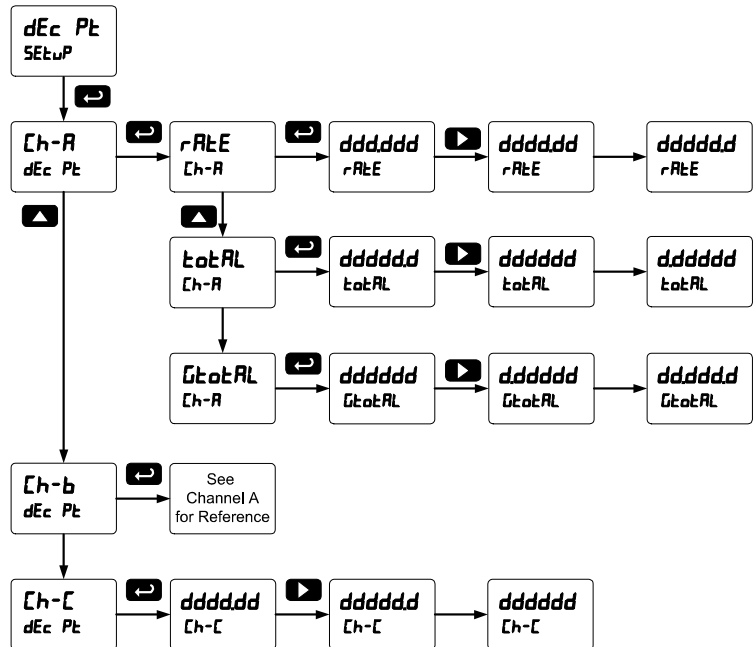 dEc Pt
SEtuP
Ch-A
dEc Pt
rAtE
Ch-A
ddd.ddd
rAtE
dddd.dd
rAtE
ddddd.d
rAtE
totAL
Ch-A
ddddd.d
totAL
dddddd
totAL
d.ddddd
totAL
GtotAL
Ch-A
dddddd
GtotAL
d.ddddd
GtotAL
dd.ddd.d
GtotAL
Ch-b
dEc Pt
See
Channel A
for Reference
Ch-C
dEc Pt
dddd.dd
Ch-C
ddddd.d
Ch-C
dddddd
Ch-C